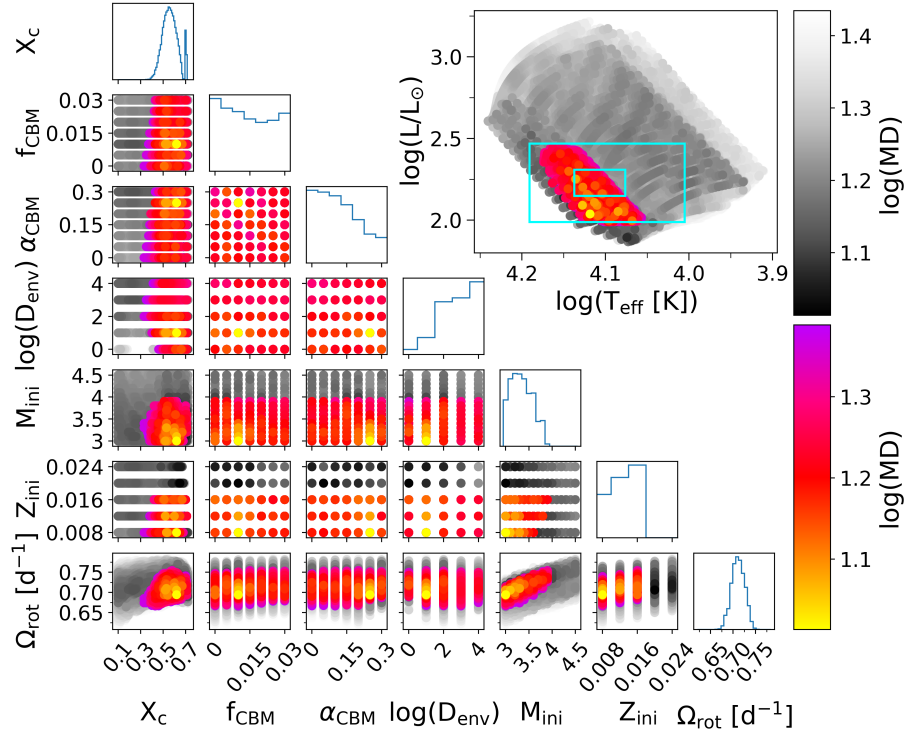 X_c
f_CBM
0.03
0.015
0
α_CBM
0.3
0.15
0
log(D_env)
4
2
0
M_ini
4.5
4
3.5
3
Z_ini
0.024
0.016
0.008
Ω_rot [d⁻¹]
0.75
0.70
0.65
0.1 0.3 0.5 0.7
0 0.015 0.03
0 0.15 0.3
0 2 4
3 3.5 4 4.5
0.008 0.016 0.024
0.65 0.70 0.75
X_c f_CBM α_CBM log(D_env) M_ini Z_ini Ω_rot [d⁻¹]
log(L/L_⊙)
3.0
2.5
2.0
4.2 4.1 4.0 3.9
log(T_eff [K])
1.4
1.3
1.2
1.1
log(MD)
1.3
1.2
1.1
log(MD)